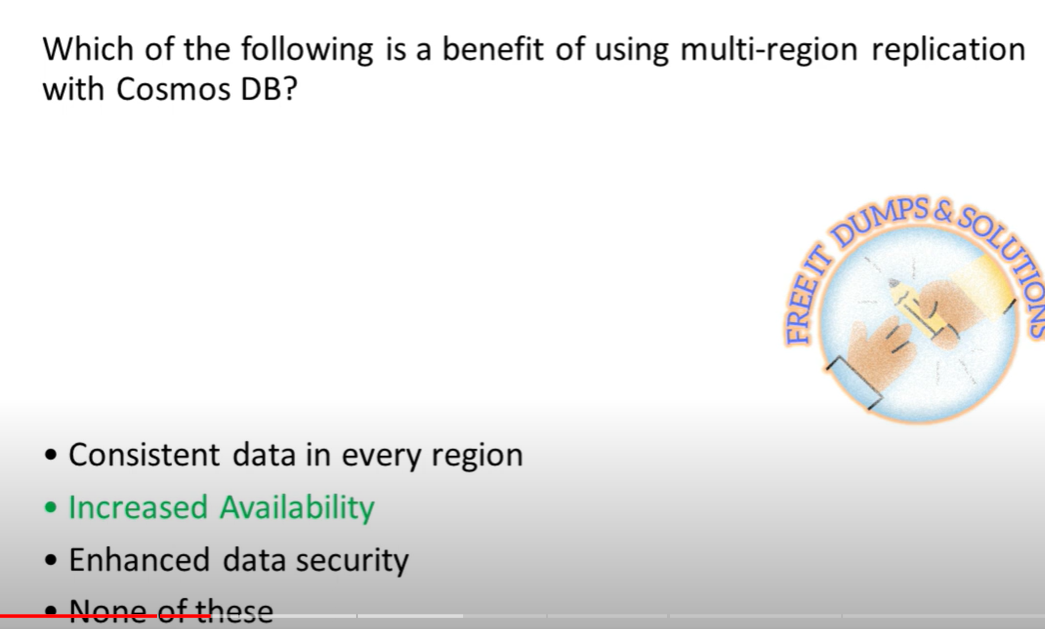 Which of the following is a benefit of using multi-region replication
with Cosmos DB?
FREE IT DUMPS & SOLUTIONS
• Consistent data in every region
• Increased Availability
• Enhanced data security
• None of these